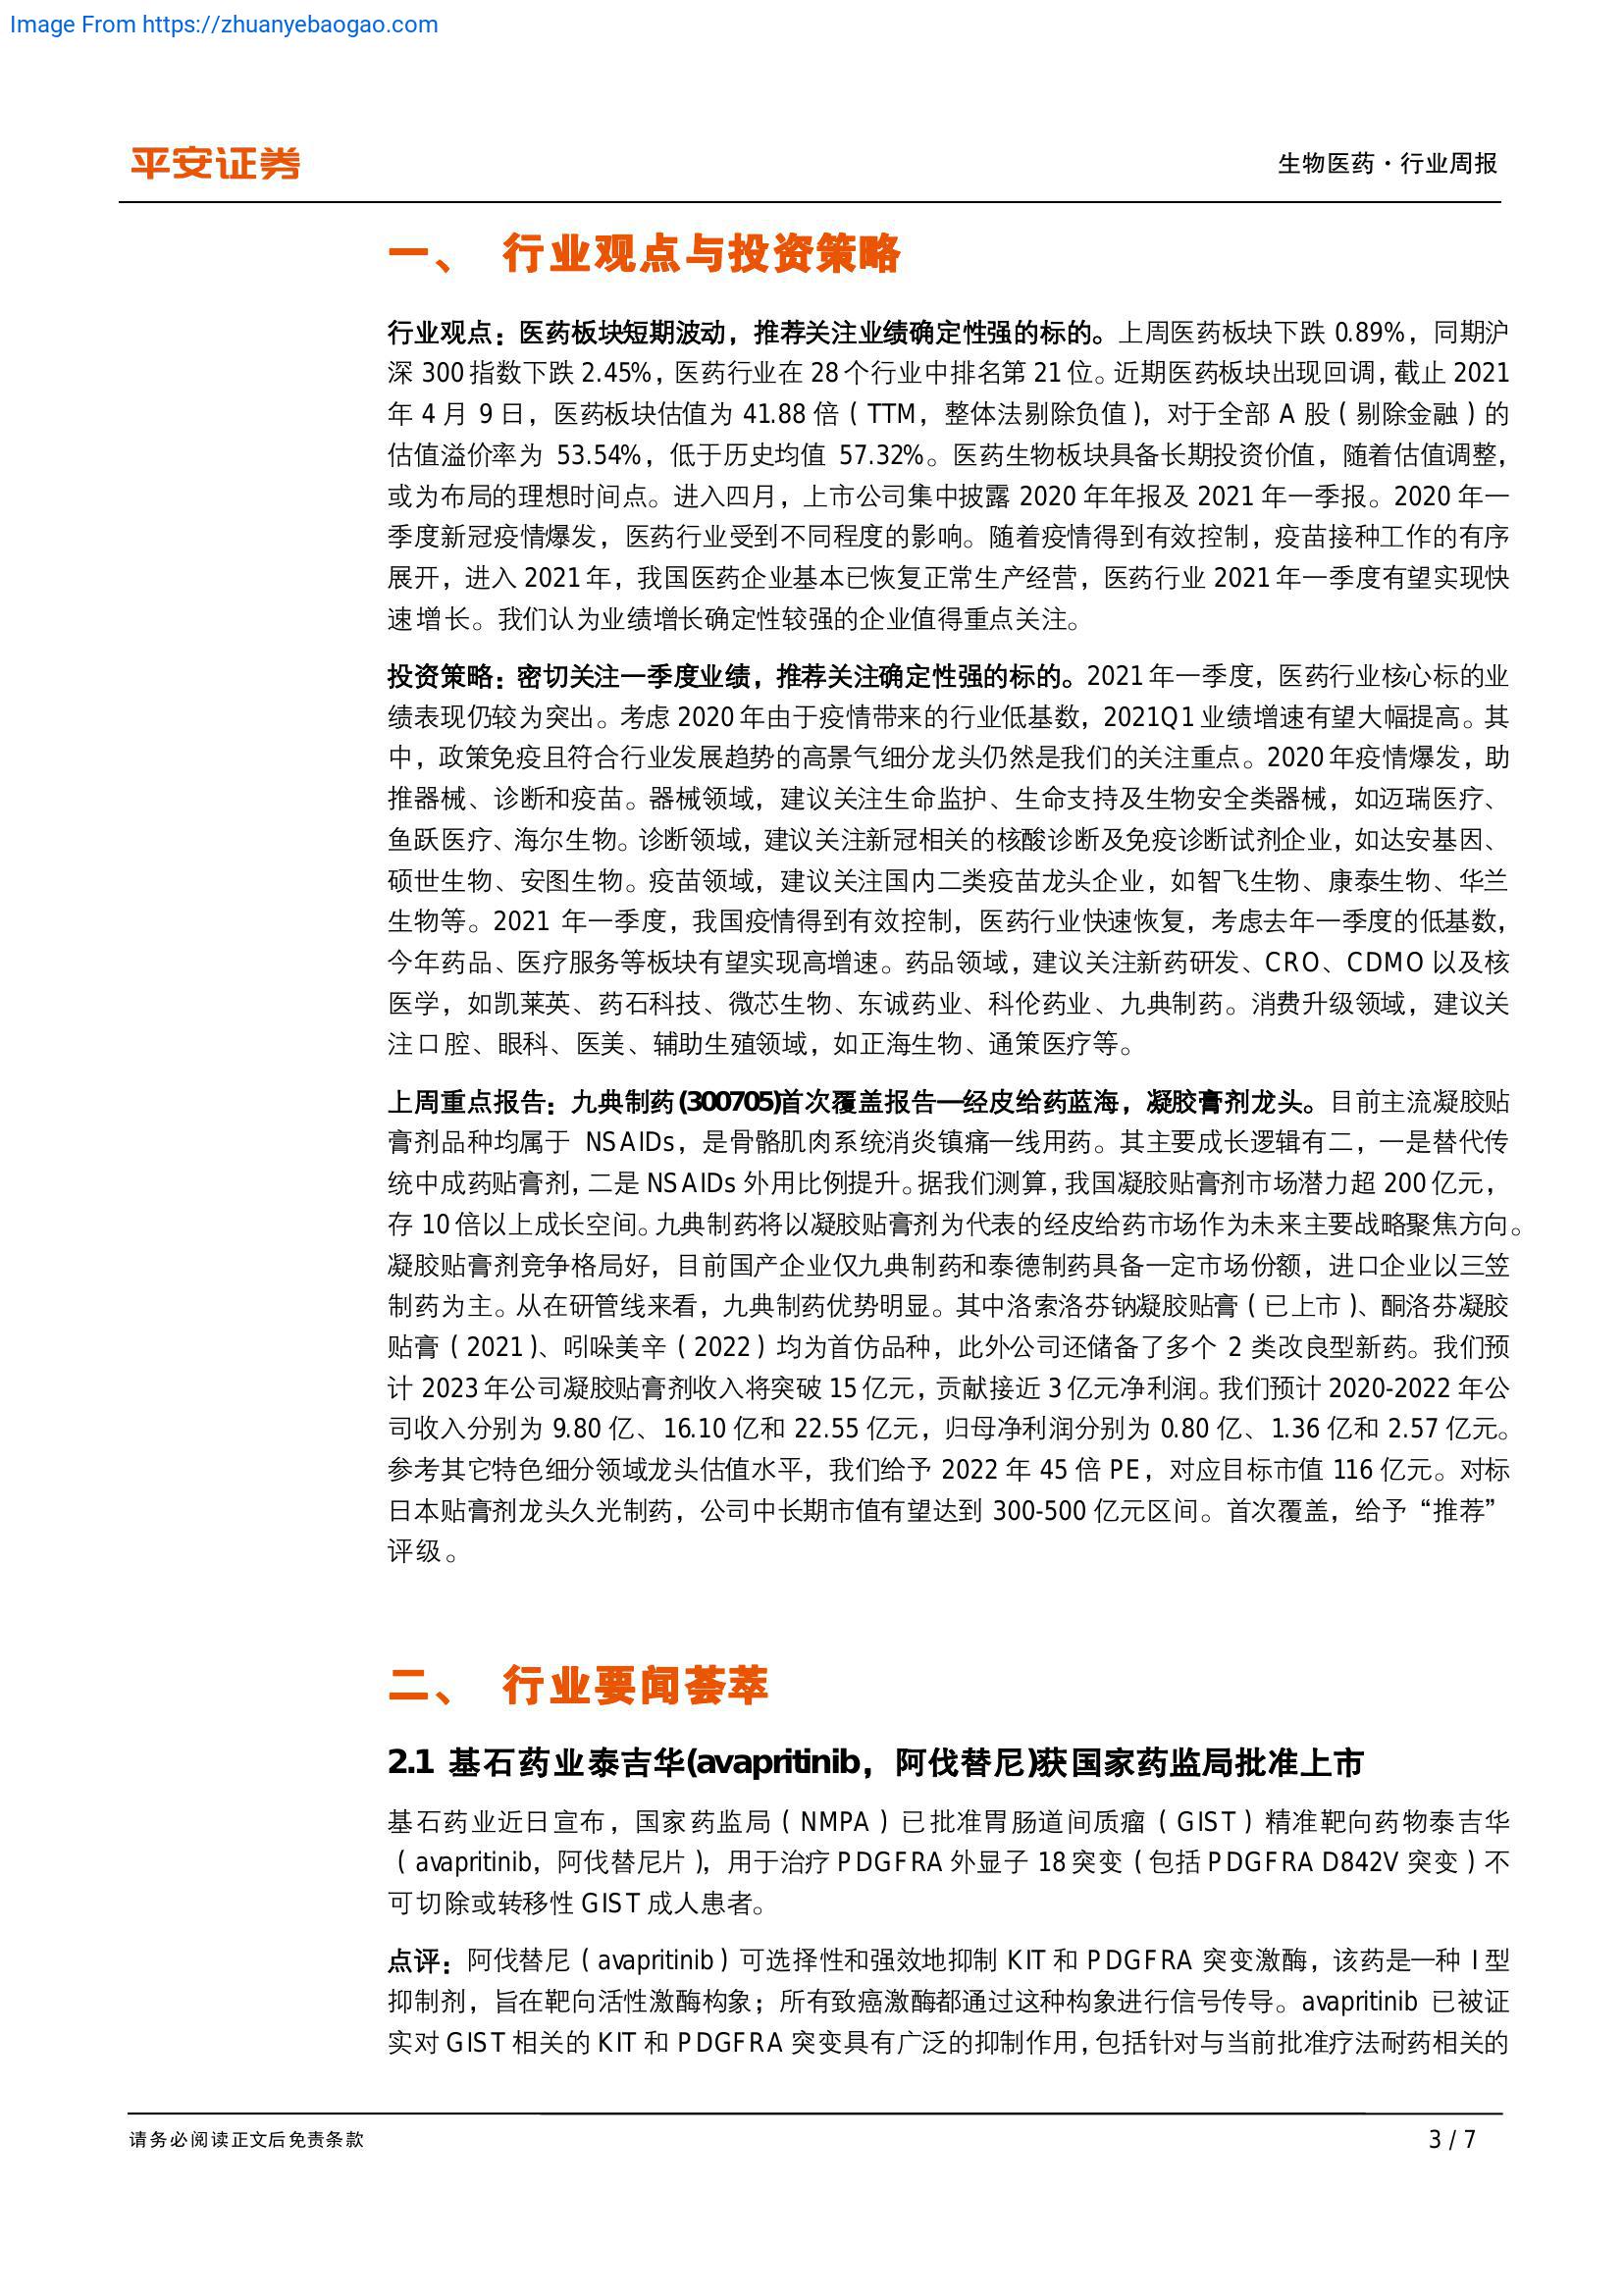 Image From https://zhuanyebaogao.com
平安证券
生物医药·行业周报
一、 行业观点与投资策略
行业观点：医药板块短期波动，推荐关注业绩确定性强的标的。上周医药板块下跌 0.89%，同期沪
深 300 指数下跌 2.45%，医药行业在 28 个行业中排名第 21 位。近期医药板块出现回调，截止 2021
年 4 月 9 日，医药板块估值为 41.88 倍（TTM，整体法剔除负值），对于全部 A 股（剔除金融）的
估值溢价率为 53.54%，低于历史均值 57.32%。医药生物板块具备长期投资价值，随着估值调整，
或为布局的理想时间点。进入四月，上市公司集中披露 2020 年年报及 2021 年一季报。2020 年一
季度新冠疫情爆发，医药行业受到不同程度的影响。随着疫情得到有效控制，疫苗接种工作的有序
展开，进入 2021 年，我国医药企业基本已恢复正常生产经营，医药行业 2021 年一季度有望实现快
速增长。我们认为业绩增长确定性较强的企业值得重点关注。
投资策略：密切关注一季度业绩，推荐关注确定性强的标的。2021 年一季度，医药行业核心标的业
绩表现仍较为突出。考虑 2020 年由于疫情带来的行业低基数，2021Q1 业绩增速有望大幅提高。其
中，政策免疫且符合行业发展趋势的高景气细分龙头仍然是我们的关注重点。2020 年疫情爆发，助
推器械、诊断和疫苗。器械领域，建议关注生命监护、生命支持及生物安全类器械，如迈瑞医疗、
鱼跃医疗、海尔生物。诊断领域，建议关注新冠相关的核酸诊断及免疫诊断试剂企业，如达安基因、
硕世生物、安图生物。疫苗领域，建议关注国内二类疫苗龙头企业，如智飞生物、康泰生物、华兰
生物等。2021 年一季度，我国疫情得到有效控制，医药行业快速恢复，考虑去年一季度的低基数，
今年药品、医疗服务等板块有望实现高增速。药品领域，建议关注新药研发、CRO、CDMO 以及核
医学，如凯莱英、药石科技、微芯生物、东诚药业、科伦药业、九典制药。消费升级领域，建议关
注口腔、眼科、医美、辅助生殖领域，如正海生物、通策医疗等。
上周重点报告：九典制药(300705)首次覆盖报告—经皮给药蓝海，凝胶膏剂龙头。目前主流凝胶贴
膏剂品种均属于 NSAIDs，是骨骼肌肉系统消炎镇痛一线用药。其主要成长逻辑有二，一是替代传
统中成药贴膏剂，二是 NSAIDs 外用比例提升。据我们测算，我国凝胶贴膏剂市场潜力超 200 亿元，
存 10 倍以上成长空间。九典制药将以凝胶贴膏剂为代表的经皮给药市场作为未来主要战略聚焦方向。
凝胶贴膏剂竞争格局好，目前国产企业仅九典制药和泰德制药具备一定市场份额，进口企业以三笠
制药为主。从在研管线来看，九典制药优势明显。其中洛索洛芬钠凝胶贴膏（已上市）、酮洛芬凝胶
贴膏（2021）、吲哚美辛（2022）均为首仿品种，此外公司还储备了多个 2 类改良型新药。我们预
计 2023 年公司凝胶贴膏剂收入将突破 15 亿元，贡献接近 3 亿元净利润。我们预计 2020-2022 年公
司收入分别为 9.80 亿、16.10 亿和 22.55 亿元，归母净利润分别为 0.80 亿、1.36 亿和 2.57 亿元。
参考其它特色细分领域龙头估值水平，我们给予 2022 年 45 倍 PE，对应目标市值 116 亿元。对标
日本贴膏剂龙头久光制药，公司中长期市值有望达到 300-500 亿元区间。首次覆盖，给予“推荐”
评级。
二、 行业要闻荟萃
2.1 基石药业泰吉华(avapritinib，阿伐替尼)获国家药监局批准上市
基石药业近日宣布，国家药监局（NMPA）已批准胃肠道间质瘤（GIST）精准靶向药物泰吉华
（avapritinib，阿伐替尼片），用于治疗 PDGFRA 外显子 18 突变（包括 PDGFRA D842V 突变）不
可切除或转移性 GIST 成人患者。
点评：阿伐替尼（avapritinib）可选择性和强效地抑制 KIT 和 PDGFRA 突变激酶，该药是一种 I 型
抑制剂，旨在靶向活性激酶构象；所有致癌激酶都通过这种构象进行信号传导。avapritinib 已被证
实对 GIST 相关的 KIT 和 PDGFRA 突变具有广泛的抑制作用，包括针对与当前批准疗法耐药相关的
请务必阅读正文后免责条款
3 / 7